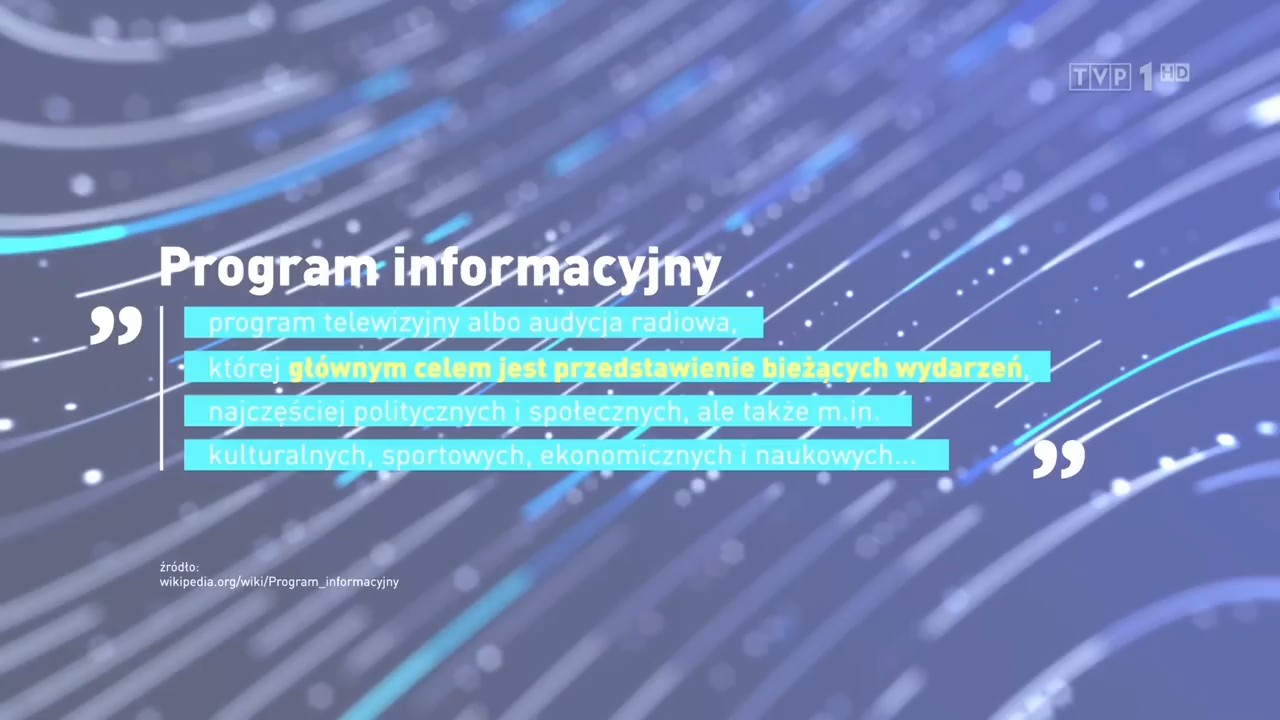 TVP 1 HD
Program informacyjny
” program telewizyjny albo audycja radiowa,
której głównym celem jest przedstawienie bieżących wydarzeń,
najczęściej politycznych i społecznych, ale także m.in.
kulturalnych, sportowych, ekonomicznych i naukowych... ”
źródło:
wikipedia.org/wiki/Program_informacyjny